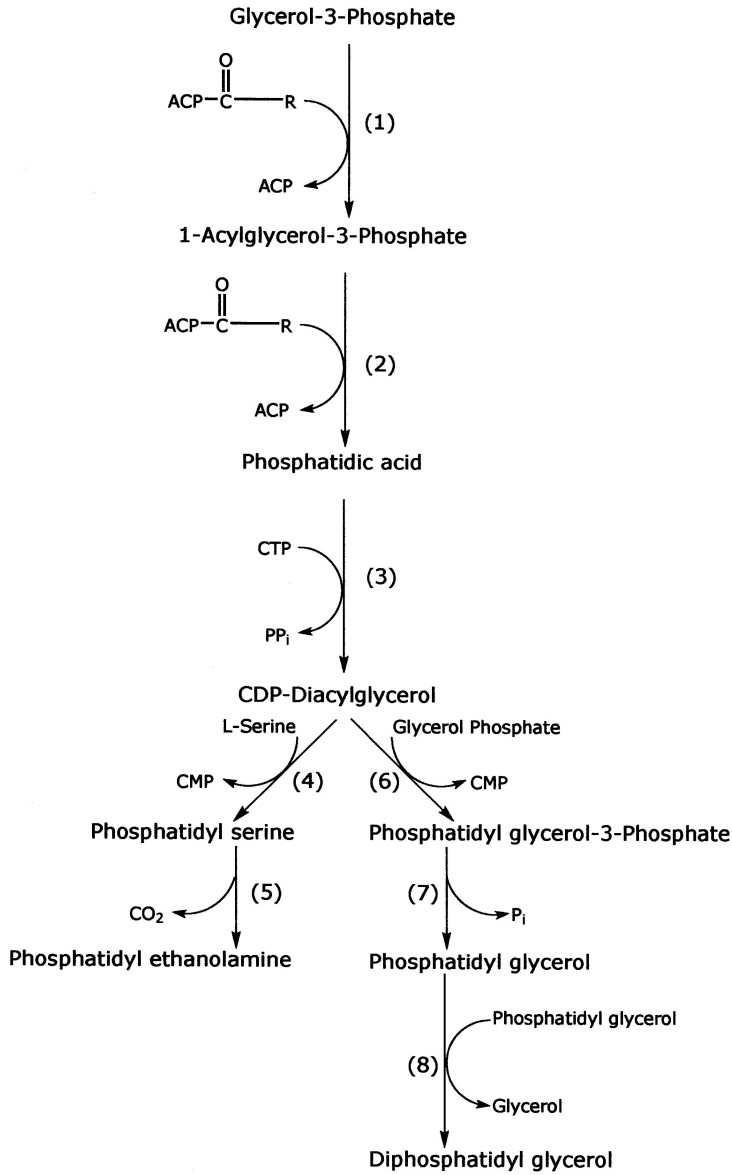 Glycerol-3-Phosphate
O
ACP-C-R
(1)
ACP
1-Acylglycerol-3-Phosphate
O
ACP-C-R
(2)
ACP
Phosphatidic acid
CTP
(3)
PPi
CDP-Diacylglycerol
L-Serine
Glycerol Phosphate
CMP
(4)
(6)
CMP
Phosphatidyl serine
Phosphatidyl glycerol-3-Phosphate
(5)
(7)
CO2
Pi
Phosphatidyl ethanolamine
Phosphatidyl glycerol
Phosphatidyl glycerol
(8)
Glycerol
Diphosphatidyl glycerol